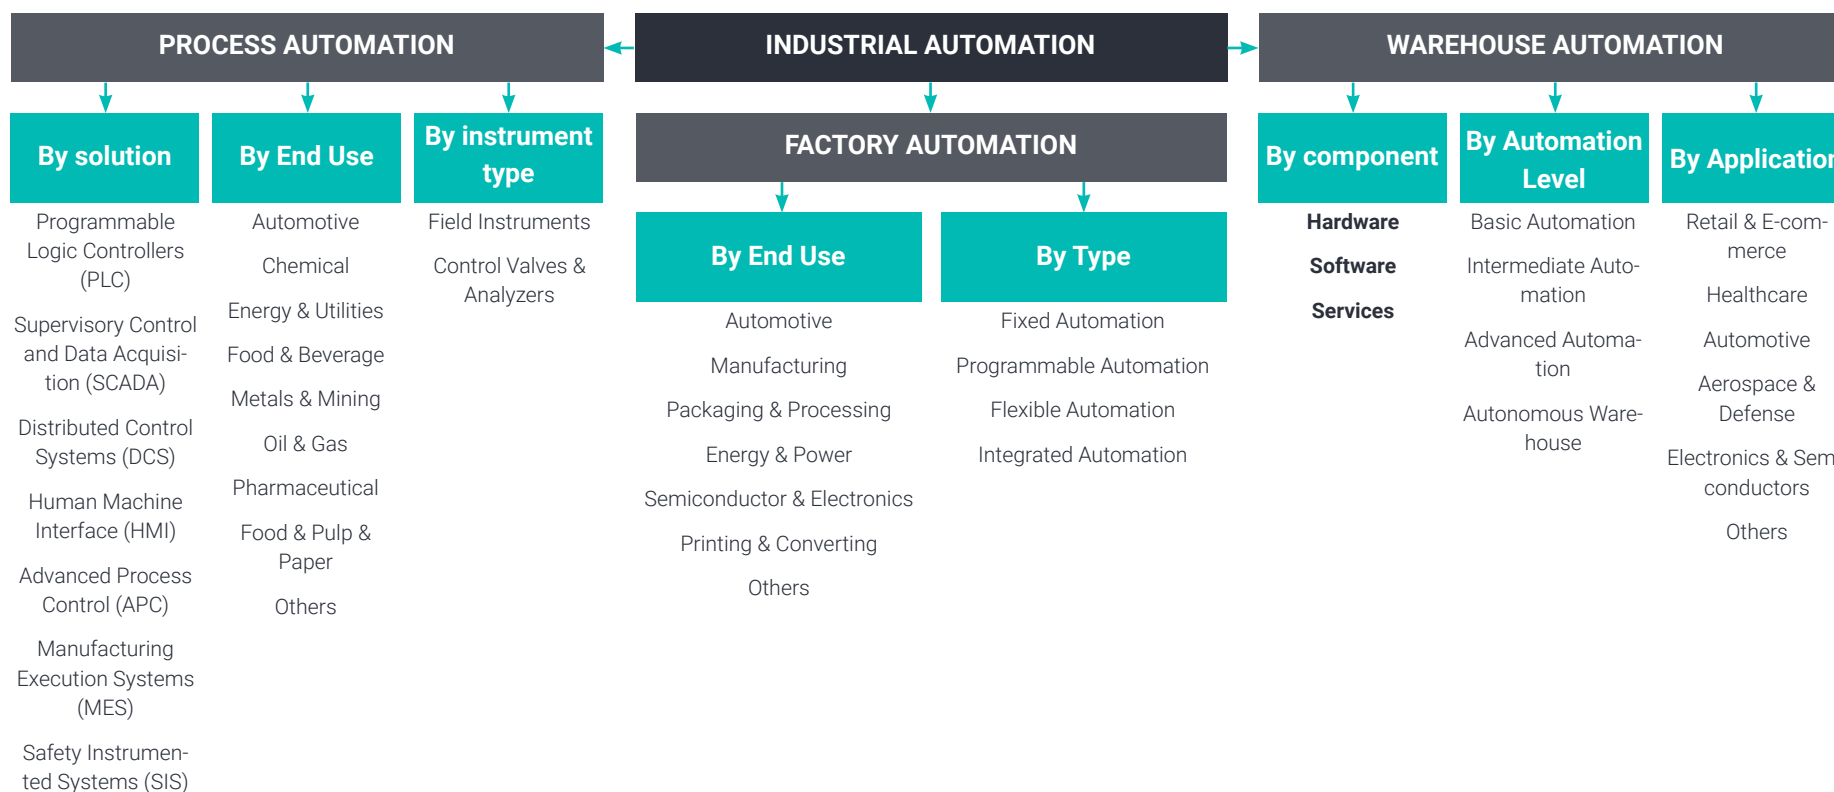 PROCESS AUTOMATION
INDUSTRIAL AUTOMATION
WAREHOUSE AUTOMATION
By solution
Programmable
Logic Controllers
(PLC)
Supervisory Control
and Data Acquisi-
tion (SCADA)
Distributed Control
Systems (DCS)
Human Machine
Interface (HMI)
Advanced Process
Control (APC)
Manufacturing
Execution Systems
(MES)
Safety Instrumen-
ted Systems (SIS)
By End Use
Automotive
Chemical
Energy & Utilities
Food & Beverage
Metals & Mining
Oil & Gas
Pharmaceutical
Food & Pulp &
Paper
Others
By instrument
type
Field Instruments
Control Valves &
Analyzers
FACTORY AUTOMATION
By End Use
Automotive
Manufacturing
Packaging & Processing
Energy & Power
Semiconductor & Electronics
Printing & Converting
Others
By Type
Fixed Automation
Programmable Automation
Flexible Automation
Integrated Automation
By component
Hardware
Software
Services
By Automation
Level
Basic Automation
Intermediate Auto-
mation
Advanced Automa-
tion
Autonomous Ware-
house
By Application
Retail & E-com-
merce
Healthcare
Automotive
Aerospace &
Defense
Electronics & Sem
conductors
Others